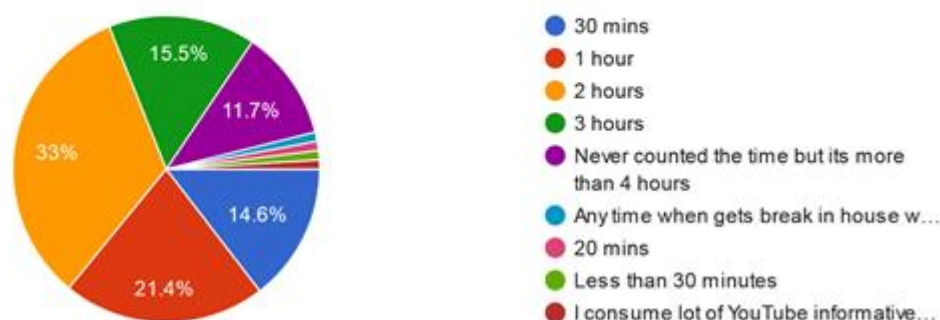 15.5%
11.7%
33%
14.6%
21.4%
30 mins
1 hour
2 hours
3 hours
Never counted the time but its more
than 4 hours
Any time when gets break in house w…
20 mins
Less than 30 minutes
I consume lot of YouTube informative…